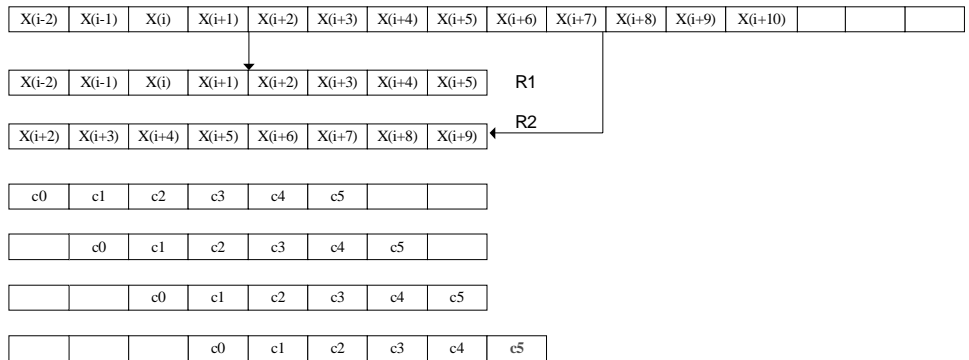 X(i-2) X(i-1) X(i) X(i+1) X(i+2) X(i+3) X(i+4) X(i+5) X(i+6) X(i+7) X(i+8) X(i+9) X(i+10)
X(i-2) X(i-1) X(i) X(i+1) X(i+2) X(i+3) X(i+4) X(i+5) R1
R2
X(i+2) X(i+3) X(i+4) X(i+5) X(i+6) X(i+7) X(i+8) X(i+9)
c0 c1 c2 c3 c4 c5
c0 c1 c2 c3 c4 c5
c0 c1 c2 c3 c4 c5
c0 c1 c2 c3 c4 c5